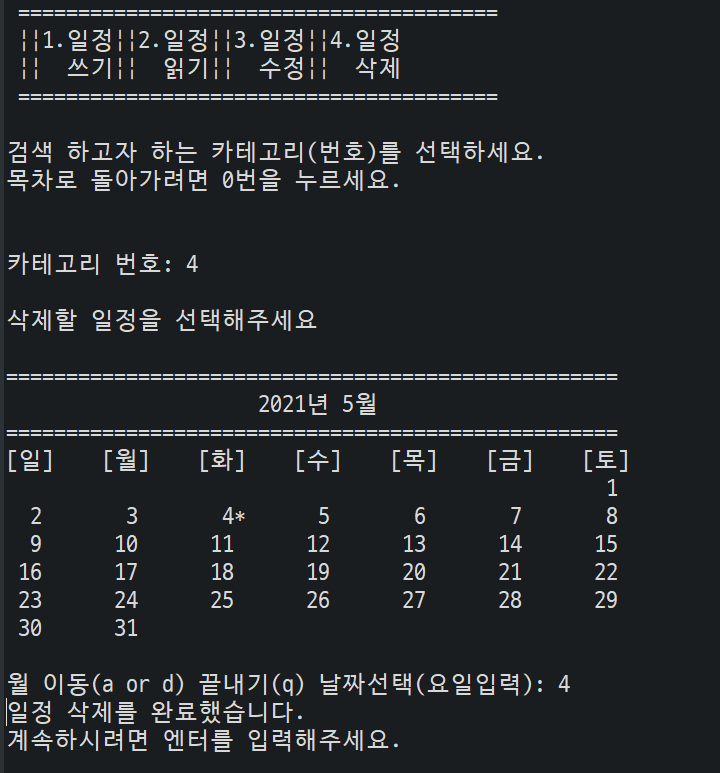 ========================================
¦¦1.일정¦¦2.일정¦¦3.일정¦¦4.일정
¦¦  쓰기¦¦  읽기¦¦  수정¦¦  삭제
========================================
검색 하고자 하는 카테고리(번호)를 선택하세요.
목차로 돌아가려면 0번을 누르세요.
카테고리 번호: 4
삭제할 일정을 선택해주세요
===================================================
2021년 5월
===================================================
[일]    [월]    [화]    [수]    [목]    [금]    [토]
1
2       3       4*      5       6       7       8
9      10      11      12      13      14      15
16      17      18      19      20      21      22
23      24      25      26      27      28      29
30      31
월 이동(a or d) 끝내기(q) 날짜선택(요일입력): 4
일정 삭제를 완료했습니다.
계속하시려면 엔터를 입력해주세요.